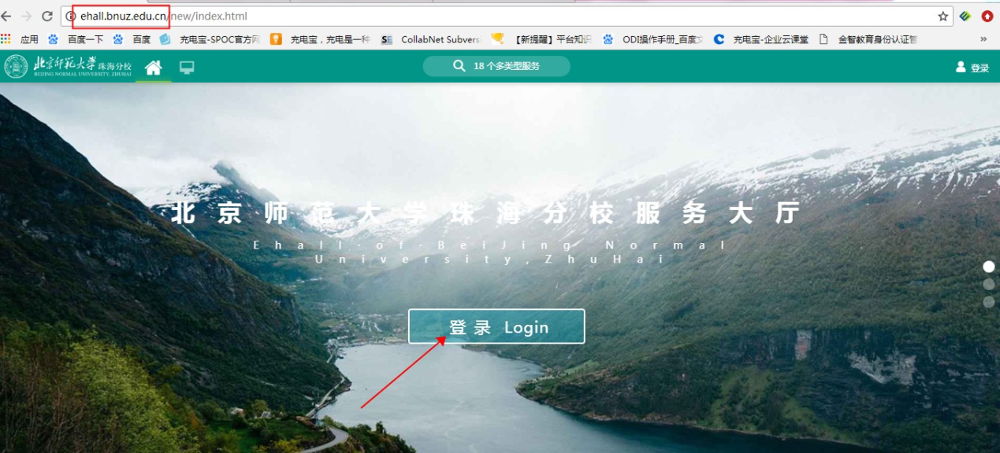 ehall.bnuz.edu.cn/new/index.html
应用 百度一下 百度 充电宝-SPOC官方网 充电宝，充电是一种 SE CollabNet Subvers 【新提醒】平台知识 ODI操作手册_百度文 C 充电宝-企业云课堂 金智教育身份认证管 »
北京师范大学珠海分校 18 个多类型服务 登录
BEIJING NORMAL UNIVERSITY, ZHUHAI
北京师范大学珠海分校服务大厅
Ehall·of·BeiJing Normal
University,ZhuHai
登录 Login